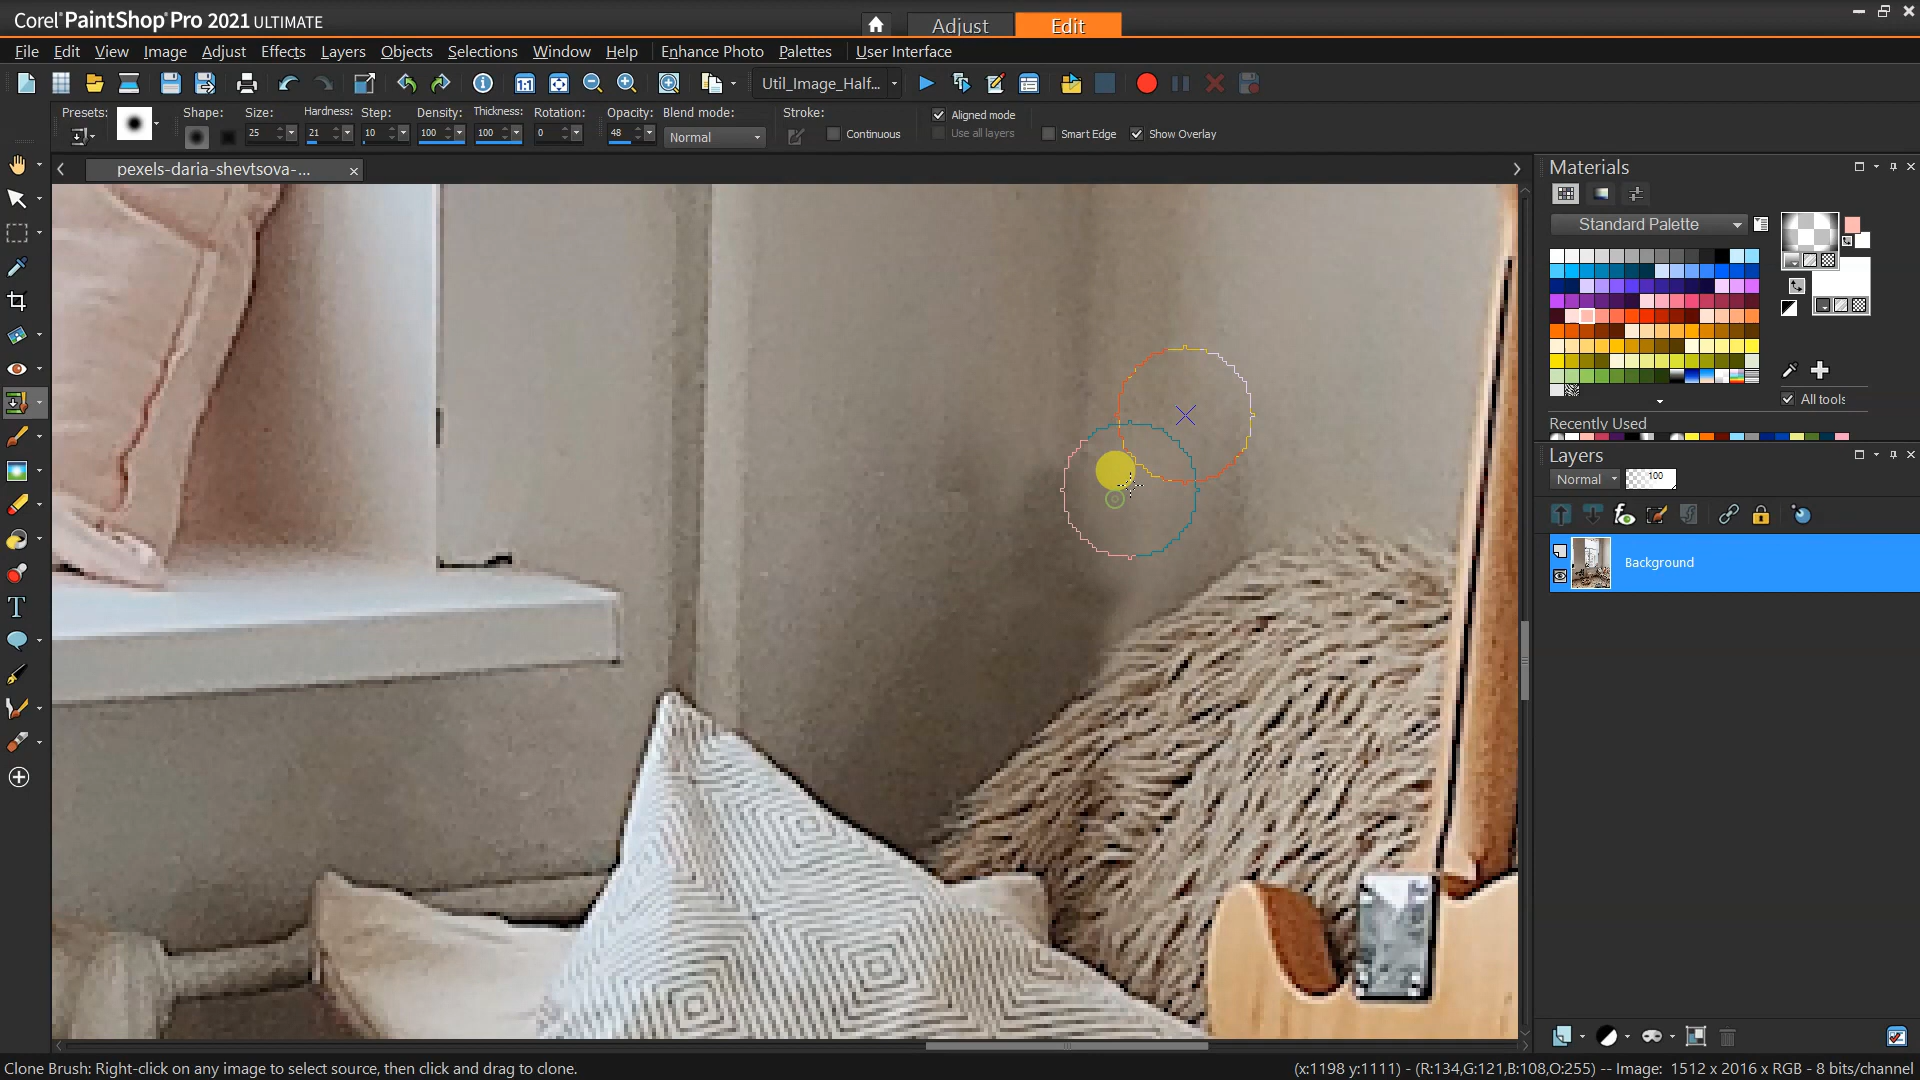 Corel PaintShop Pro 2021 ULTIMATE
Adjust
Edit
File Edit View Image Adjust Effects Layers Objects Selections Window Help Enhance Photo Palettes User Interface
1:1
Util_Image_Half...
Presets:
Shape:
Size:
Hardness:
Step:
Density:
Thickness:
Rotation:
Opacity:
Blend mode:
Stroke:
Aligned mode
25
21
10
100
100
0
48
Normal
Continuous
Use all layers
Smart Edge
Show Overlay
pexels-daria-shevtsova-...
Materials
Standard Palette
All tools
Recently Used
Layers
Normal
100
Background
Clone Brush: Right-click on any image to select source, then click and drag to clone.
(x:1198 y:1111) - (R:134,G:121,B:108,O:255) -- Image: 1512 x 2016 x RGB - 8 bits/channel